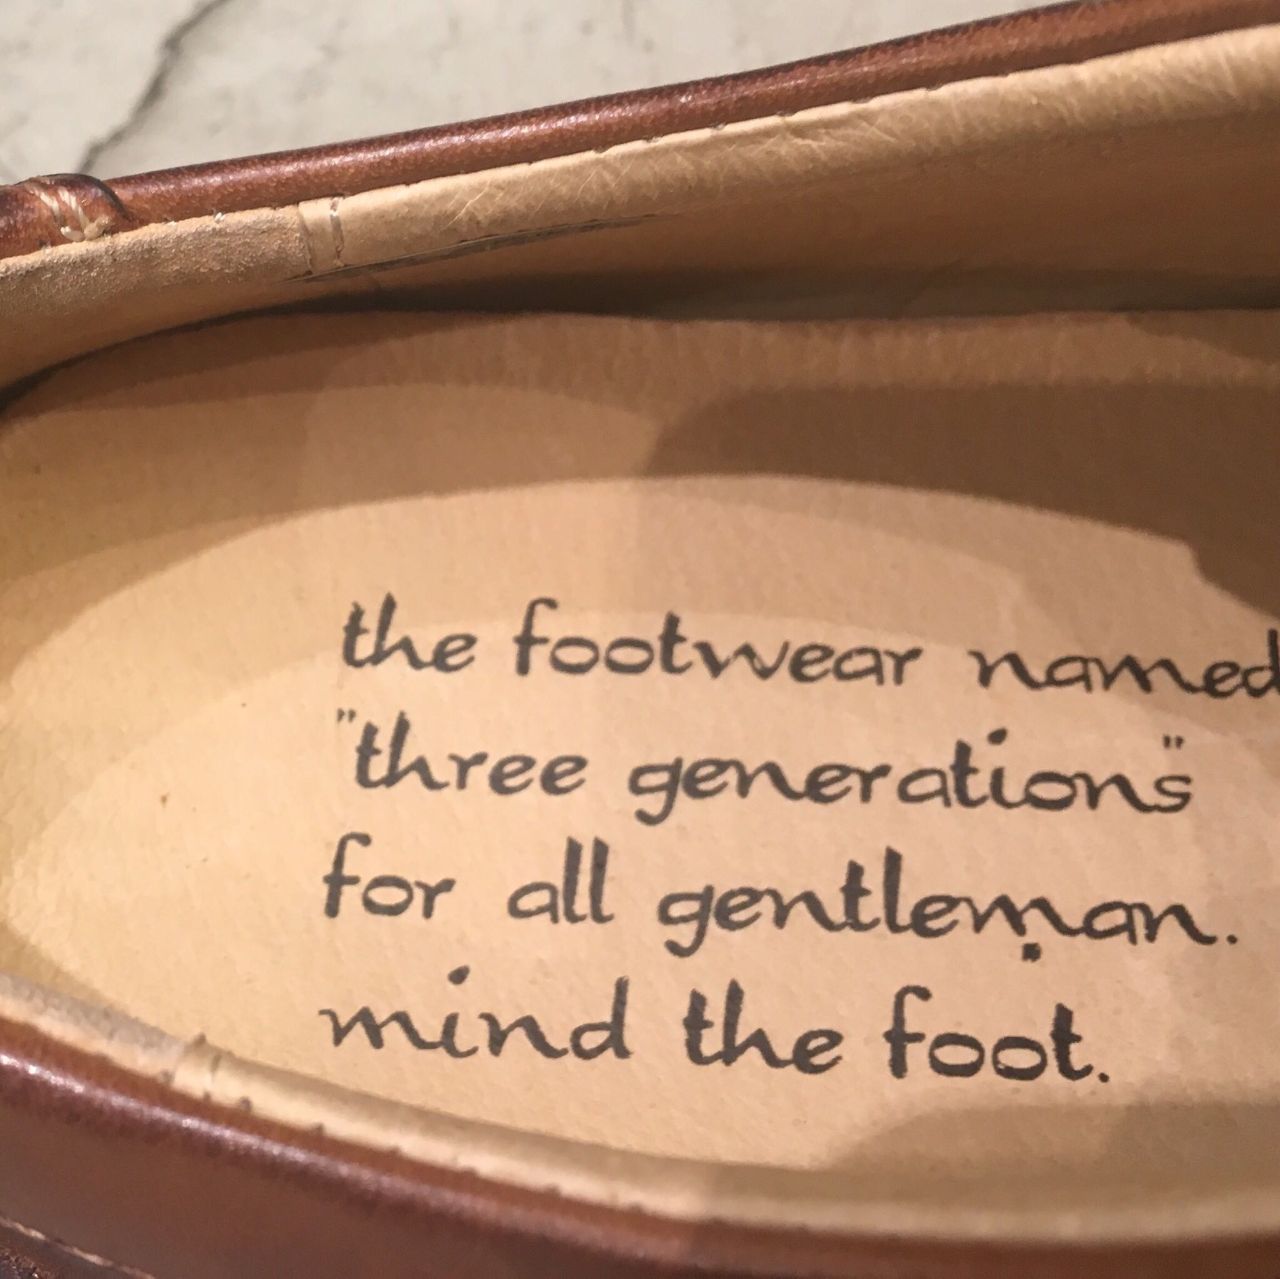 the footwear named
"three generations"
for all gentleman.
mind the foot.